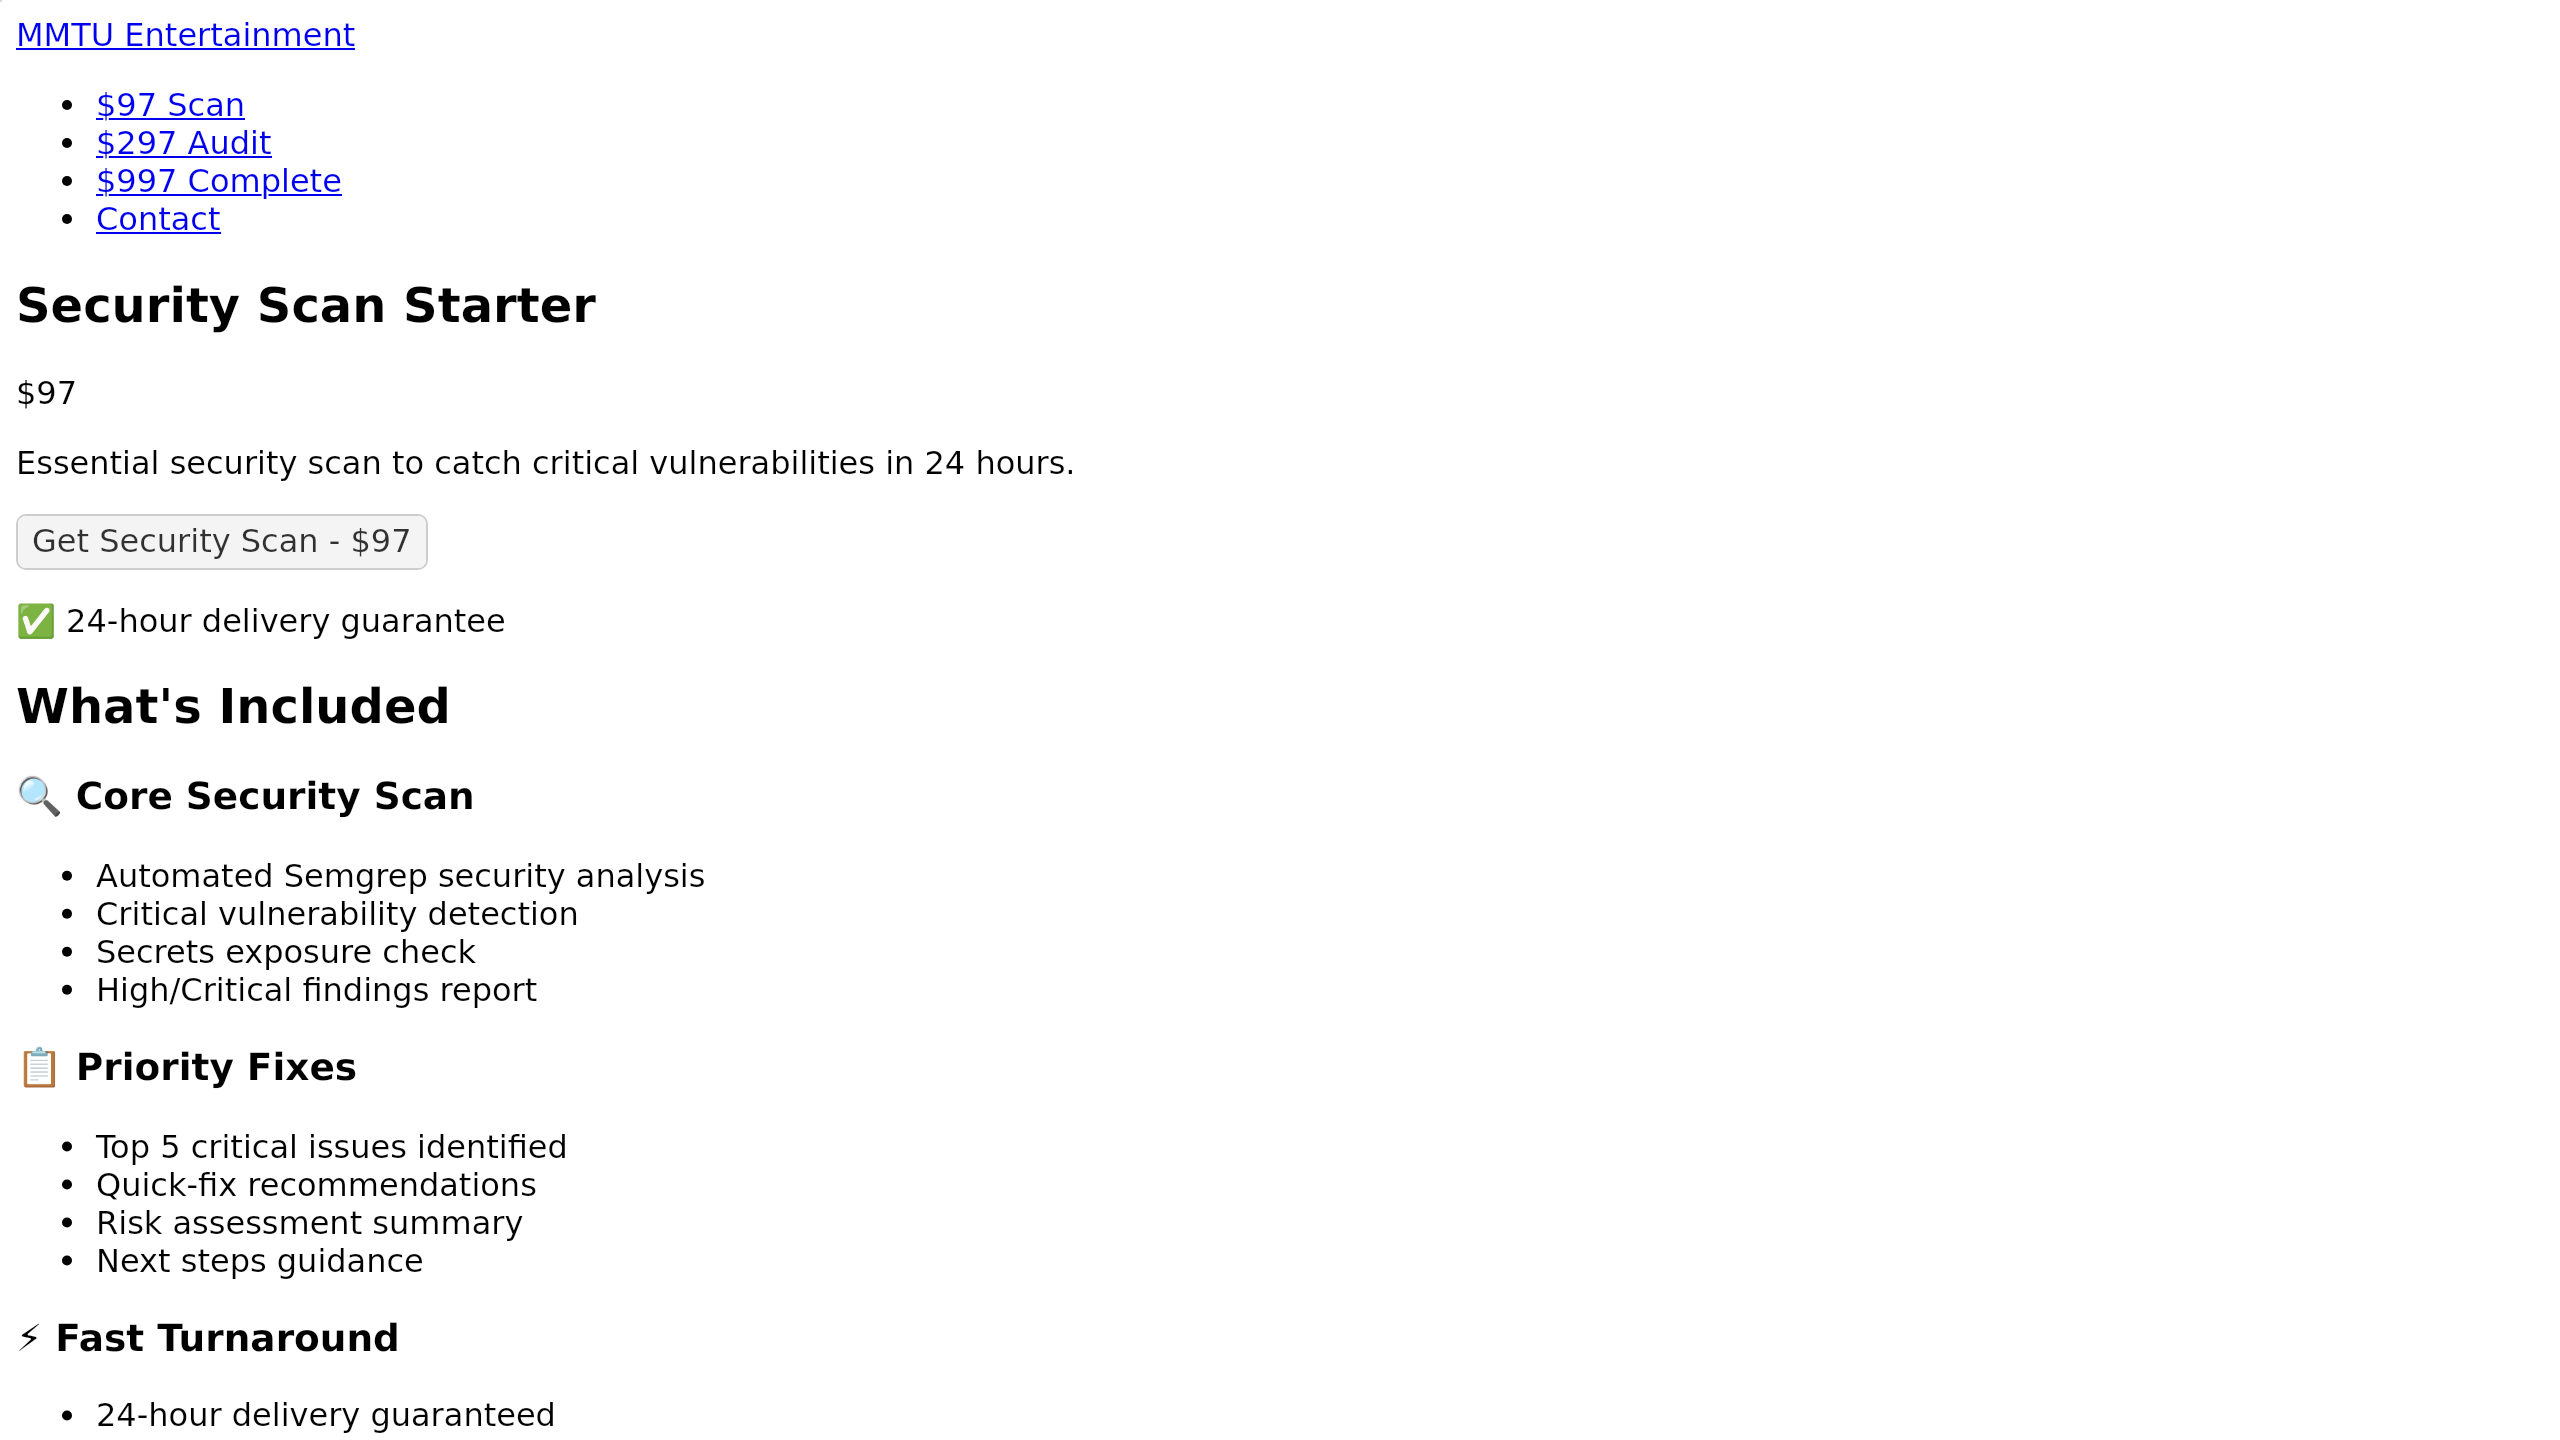 MMTU Entertainment
• $97 Scan
• $297 Audit
• $997 Complete
• Contact
Security Scan Starter
$97
Essential security scan to catch critical vulnerabilities in 24 hours.
Get Security Scan - $97
✅ 24-hour delivery guarantee
What's Included
🔍 Core Security Scan
• Automated Semgrep security analysis
• Critical vulnerability detection
• Secrets exposure check
• High/Critical findings report
📋 Priority Fixes
• Top 5 critical issues identified
• Quick-fix recommendations
• Risk assessment summary
• Next steps guidance
⚡ Fast Turnaround
• 24-hour delivery guaranteed